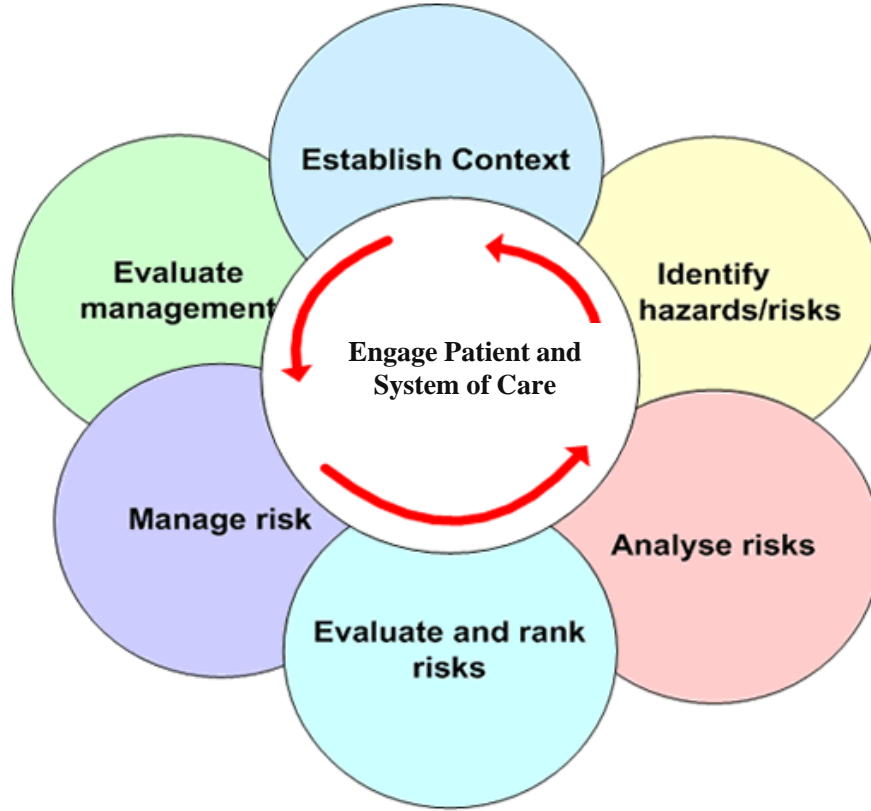 Establish Context
Identify
hazards/risks
Analyse risks
Evaluate and rank
risks
Manage risk
Evaluate
management
Engage Patient and
System of Care